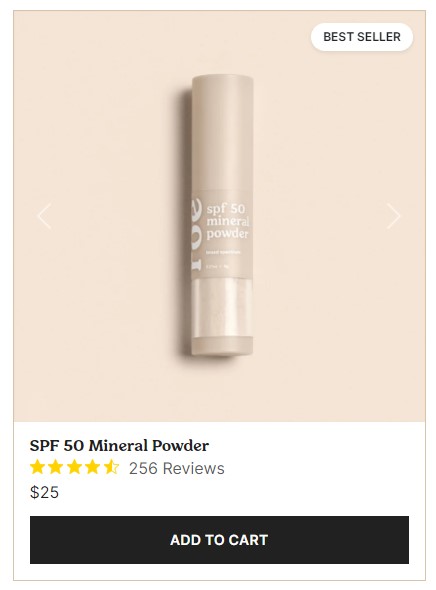 BEST SELLER
roe
spf 50
mineral
powder
SPF 50 Mineral Powder
256 Reviews
$25
ADD TO CART